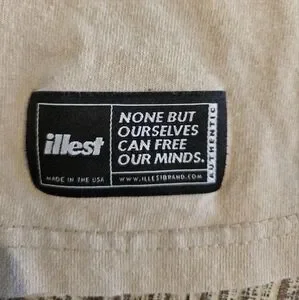 illest
MADE IN THE USA
NONE BUT
OURSELVES
CAN FREE
OUR MINDS.
WWW.ILLESTBRAND.COM
AUTHENTIC